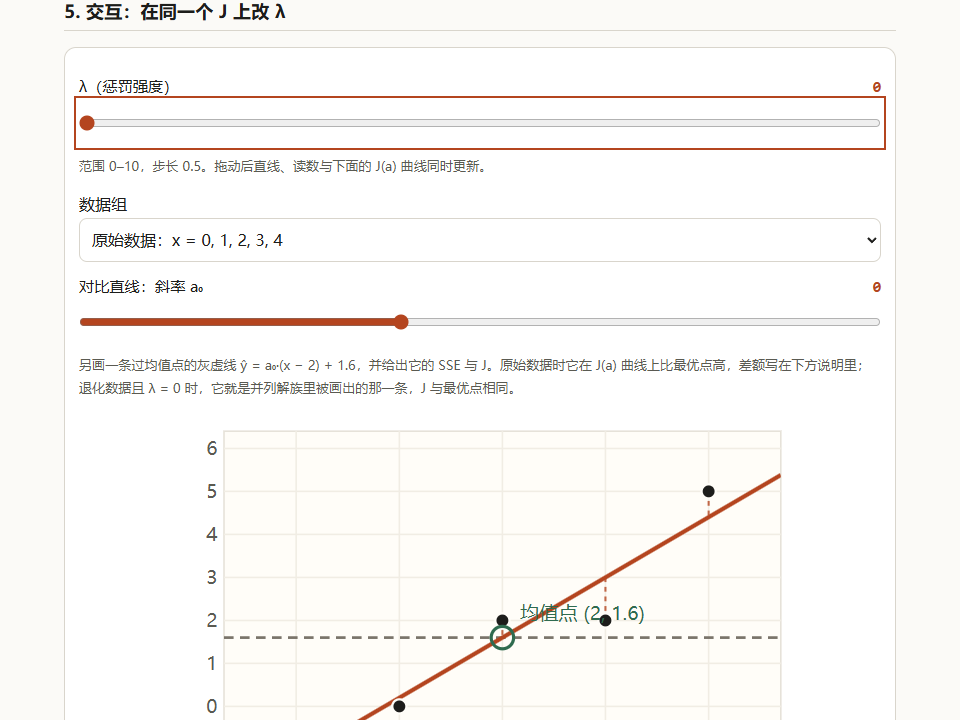 5. 交互：在同一个 J 上改 λ
λ（惩罚强度） 0
范围 0–10，步长 0.5。拖动后直线、读数与下面的 J(a) 曲线同时更新。
数据组
原始数据：x = 0, 1, 2, 3, 4
对比直线：斜率 a₀ 0
另画一条过均值点的灰虚线 ŷ = a₀·(x − 2) + 1.6，并给出它的 SSE 与 J。原始数据时它在 J(a) 曲线上比最优点高，差额写在下方说明里；
退化数据且 λ = 0 时，它就是并列解族里被画出的那一条，J 与最优点相同。
6
5
4
3
均值点 (2, 1.6)
2
1
0